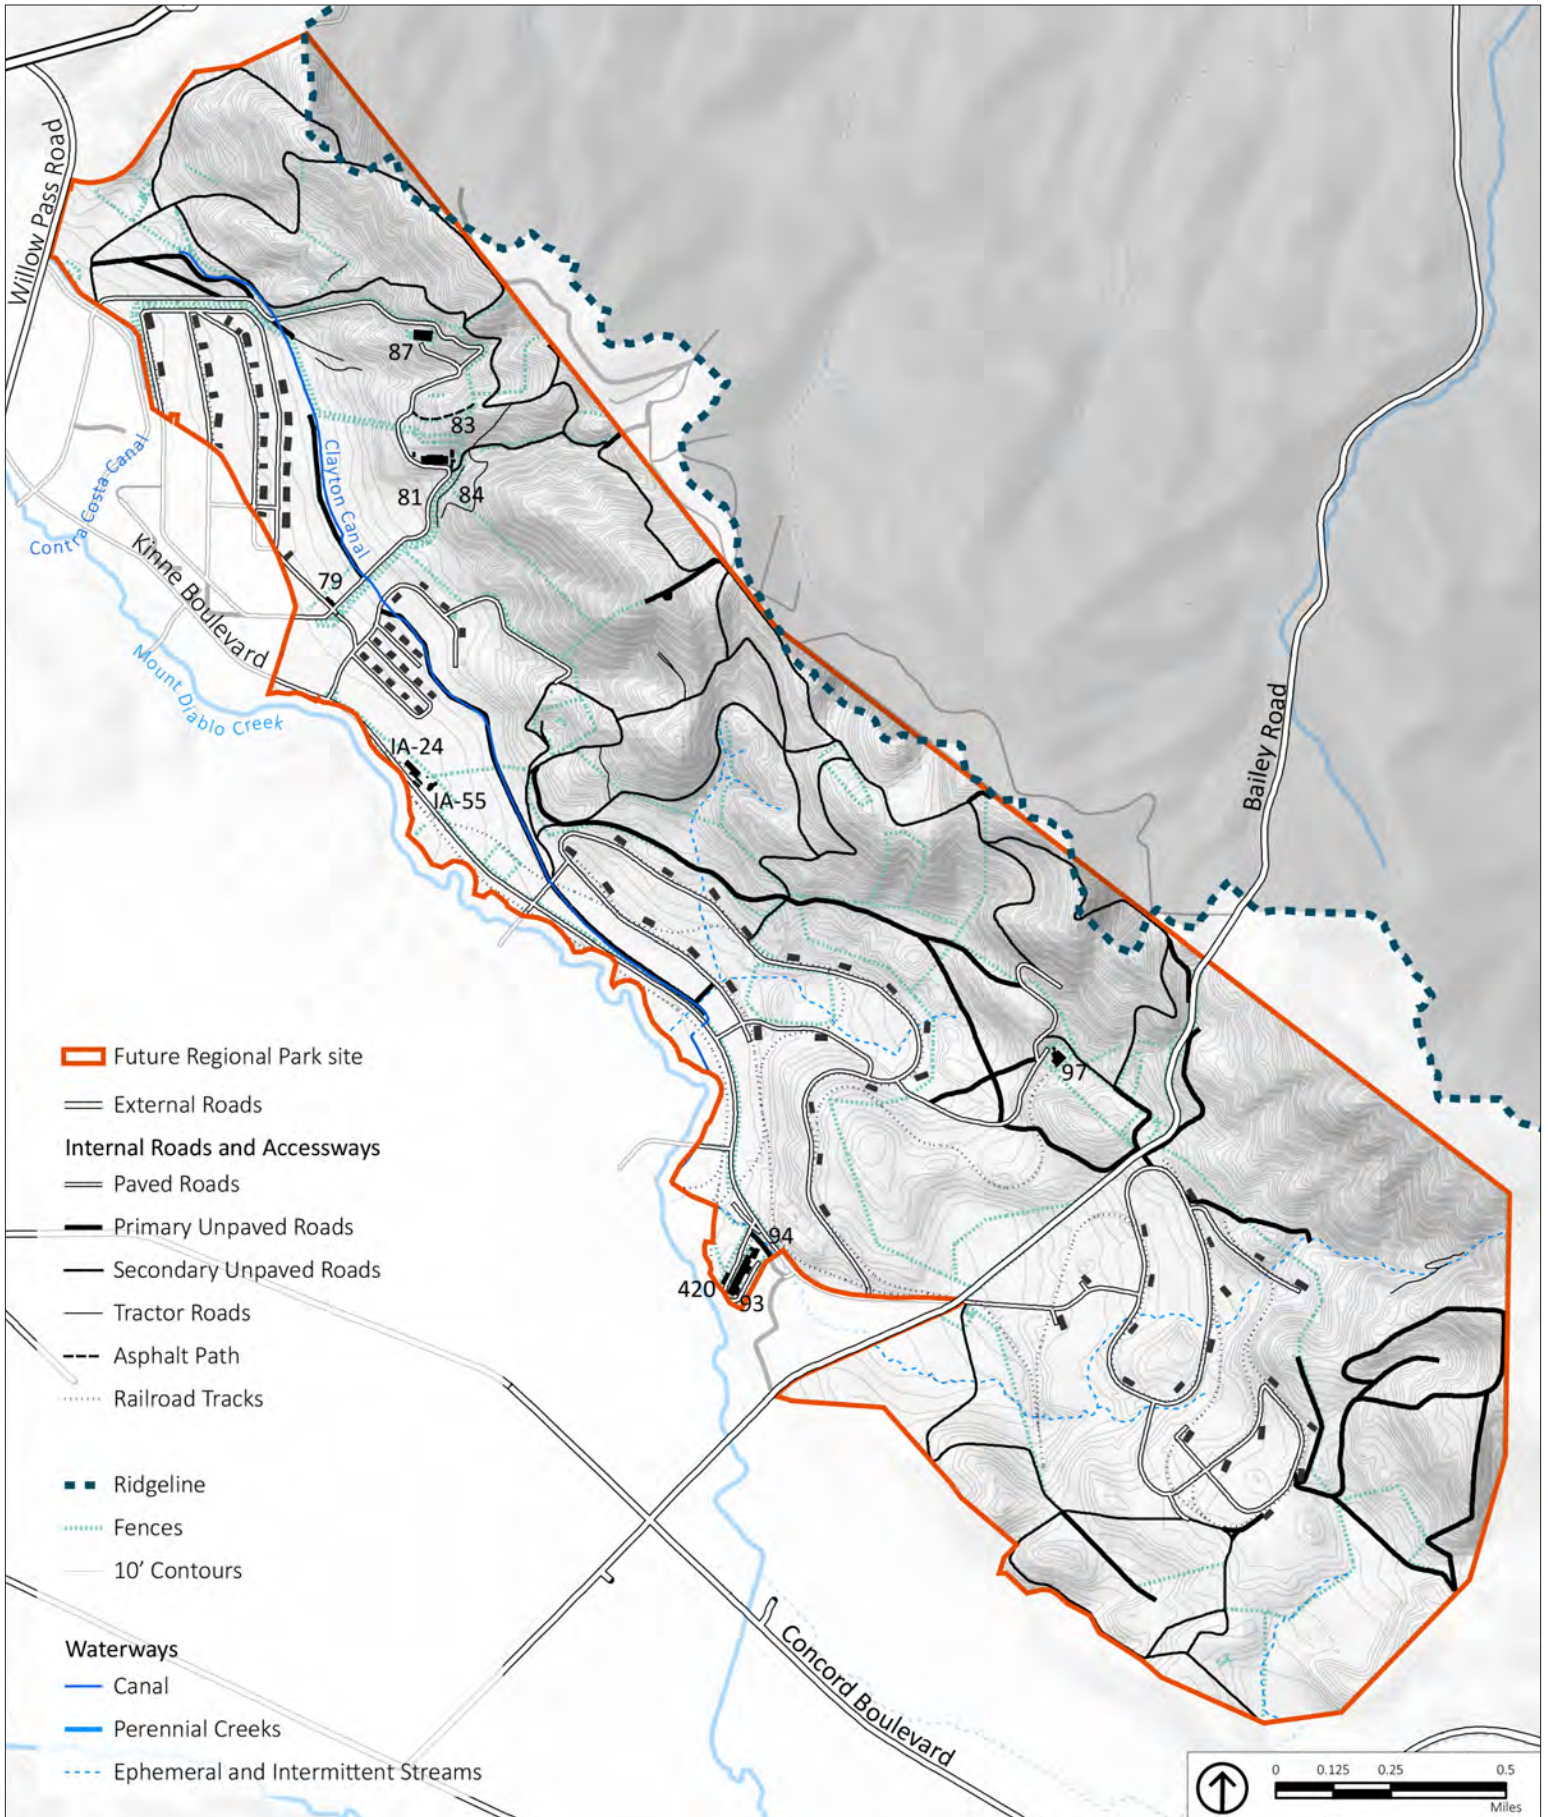 Willow Pass Road
87
83
Clayton Canal
81
84
Contra Costa Canal
Kinne Boulevard
79
Mount Diablo Creek
IA-24
IA-55
Bailey Road
97
94
420
93
Future Regional Park site
External Roads
Internal Roads and Accessways
Paved Roads
Primary Unpaved Roads
Secondary Unpaved Roads
Tractor Roads
Asphalt Path
Railroad Tracks
Ridgeline
Fences
10’ Contours
Waterways
Canal
Perennial Creeks
Ephemeral and Intermittent Streams
Concord Boulevard
0 0.125 0.25 0.5
Miles